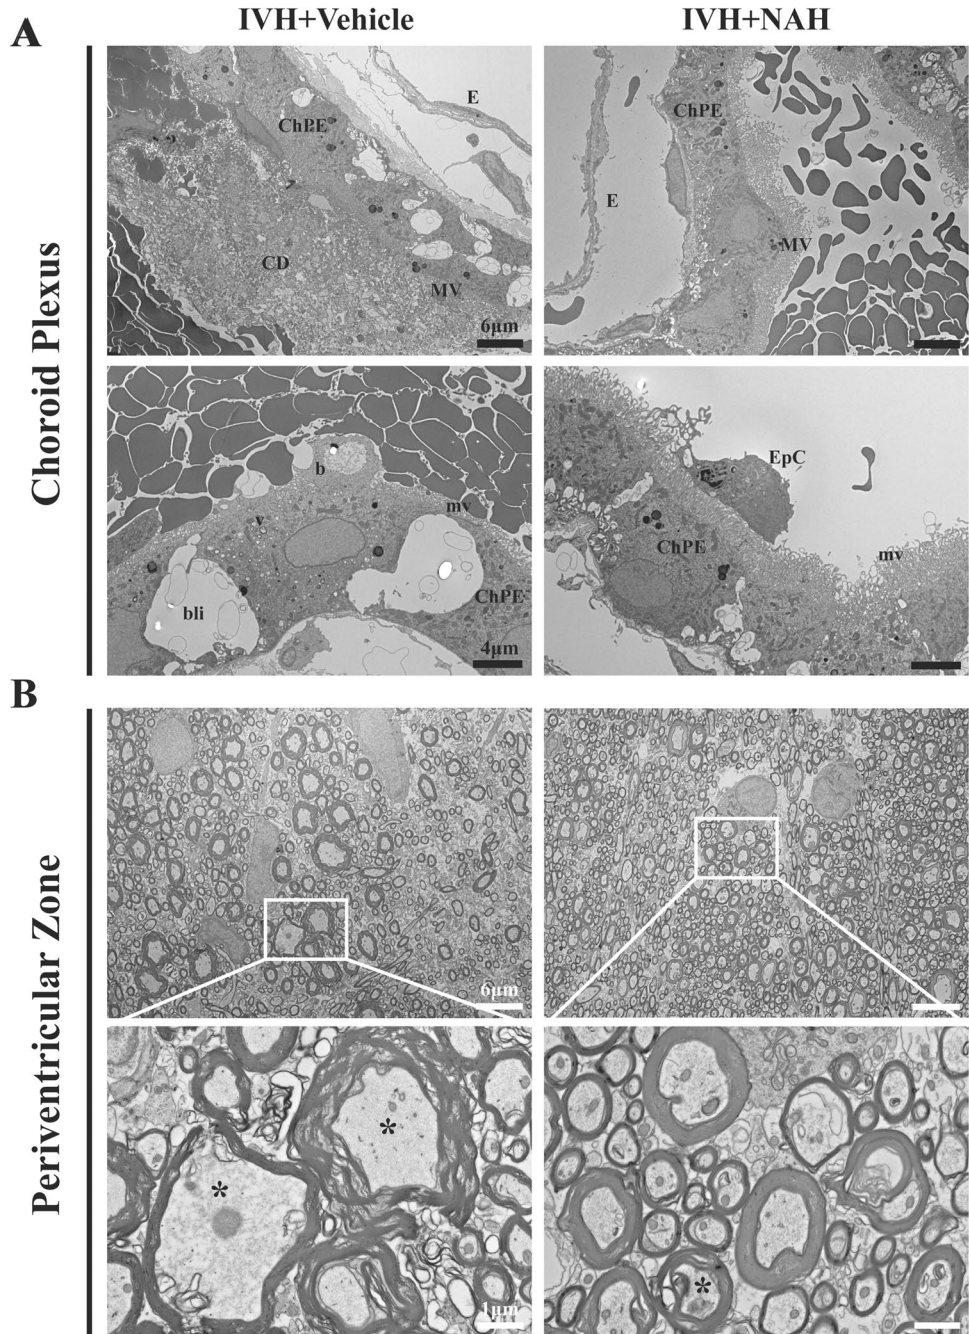 A
IVH+Vehicle
IVH+NAH
Choroid Plexus
ChPE
E
CD
MV
6μm
ChPE
E
MV
b
v
mv
bli
ChPE
4μm
EpC
ChPE
mv
B
Periventricular Zone
6μm
*
*
1μm
*